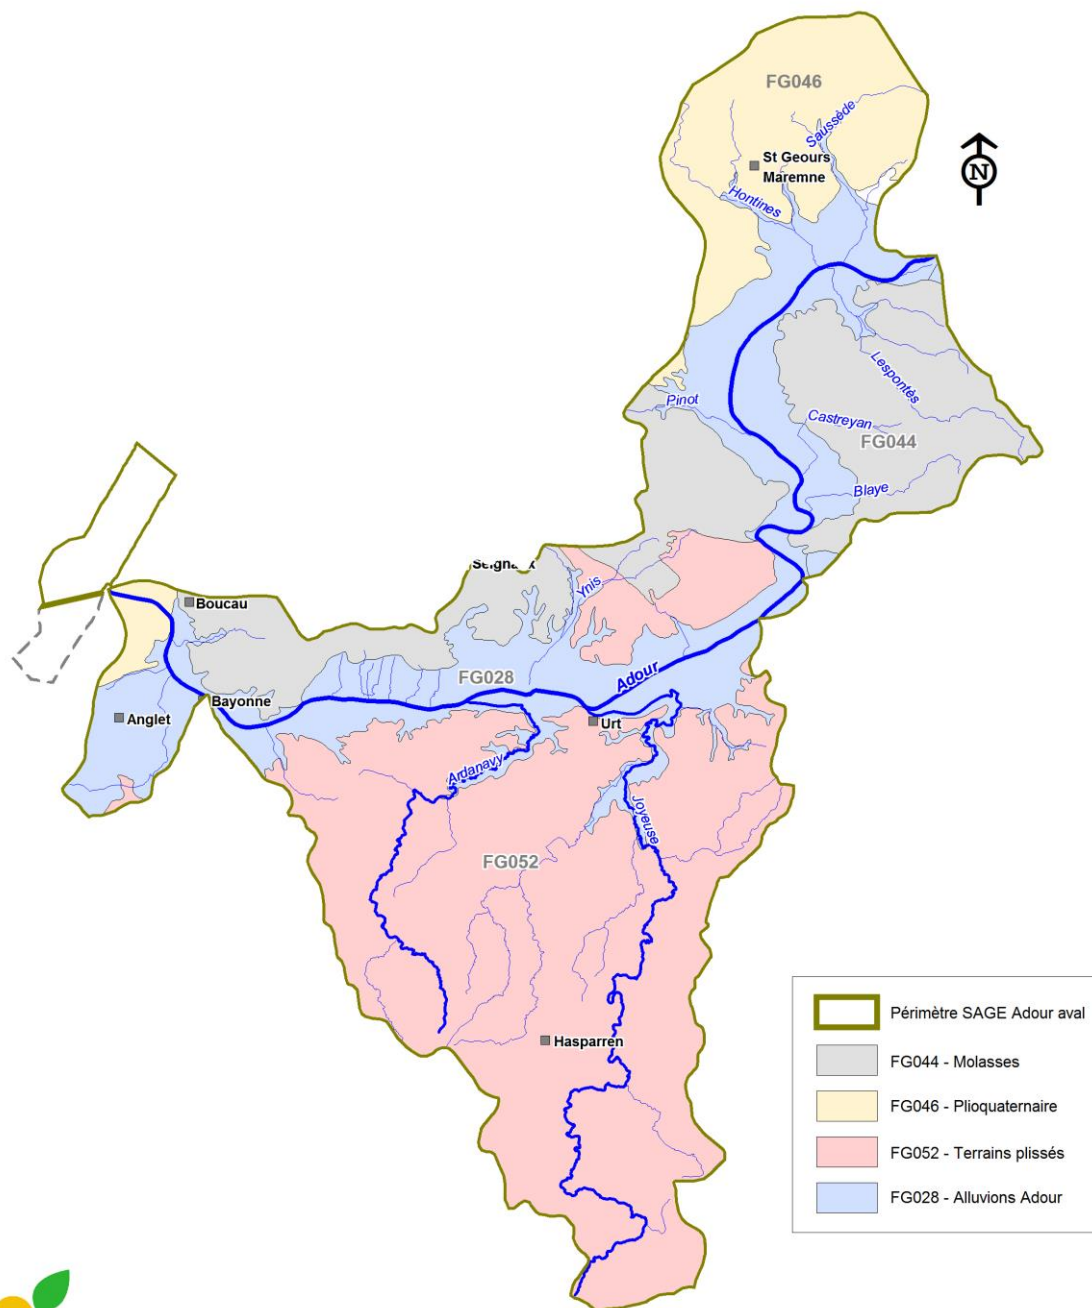 FG046
Saussède
St Geours
Maremne
Hontines
N
Lespontès
Pinot
Castreyan
FG044
Blaye
Ynis
Boucau
FG028
Adour
Bayonne
Anglet
Urt
Ardanavy
Joyeuse
FG052
Hasparren
Périmètre SAGE Adour aval
FG044 - Molasses
FG046 - Plioquaternaire
FG052 - Terrains plissés
FG028 - Alluvions Adour